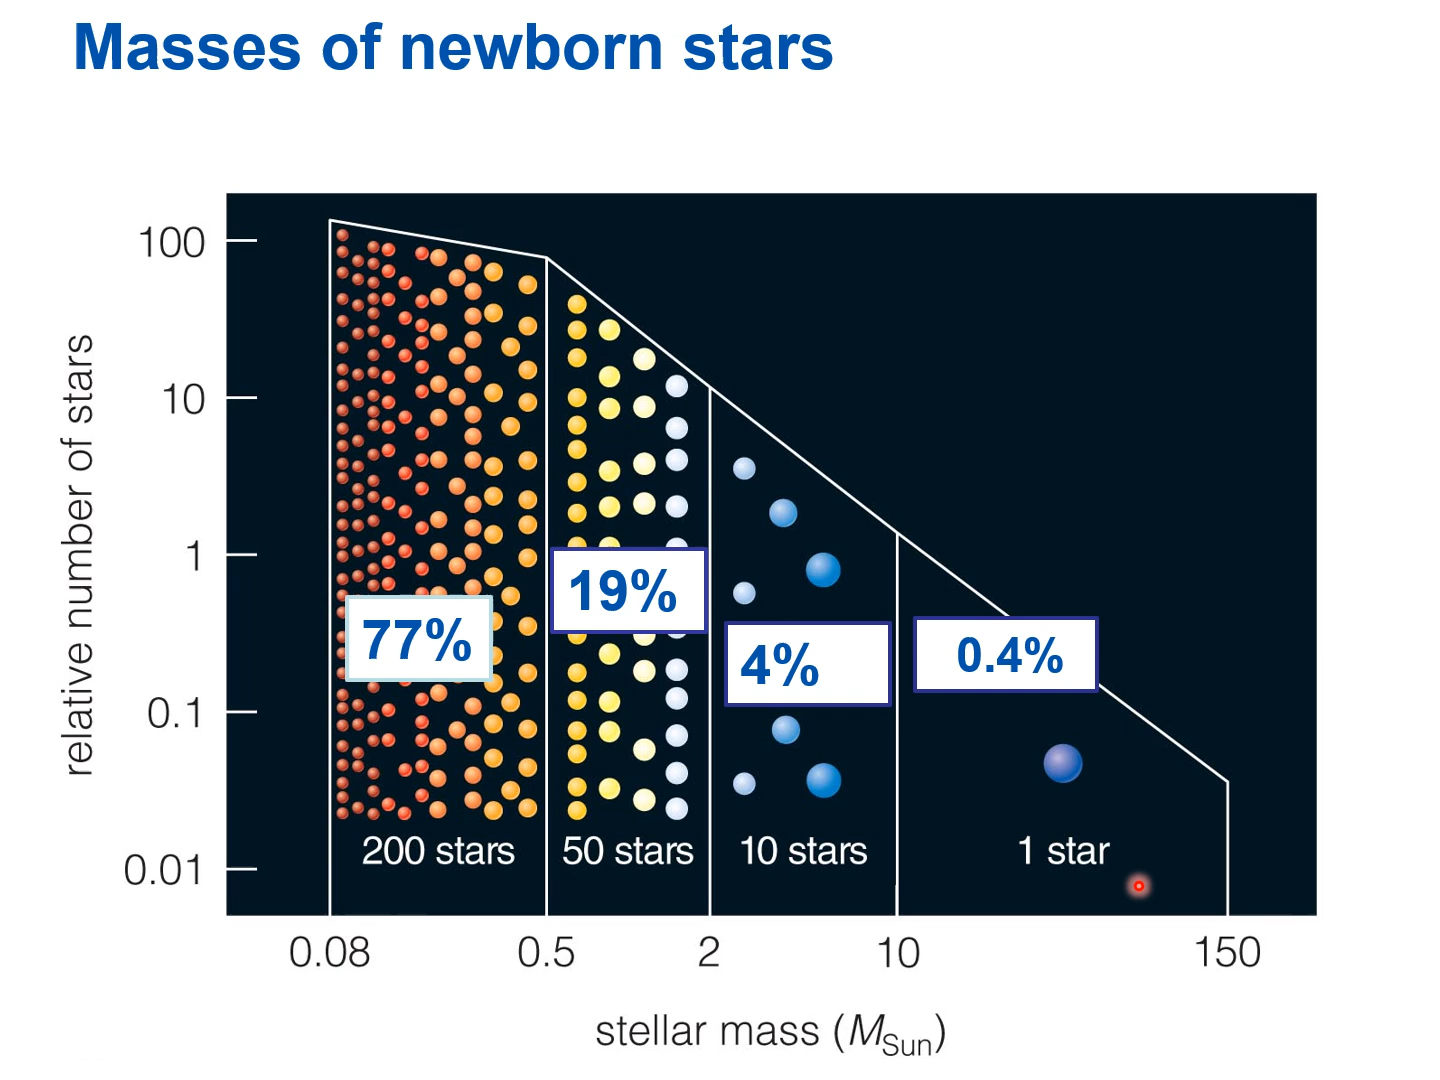 Masses of newborn stars
100
10
1
0.1
0.01
relative number of stars
77%
19%
4%
0.4%
200 stars
50 stars
10 stars
1 star
0.08
0.5
2
10
150
stellar mass (MSun)